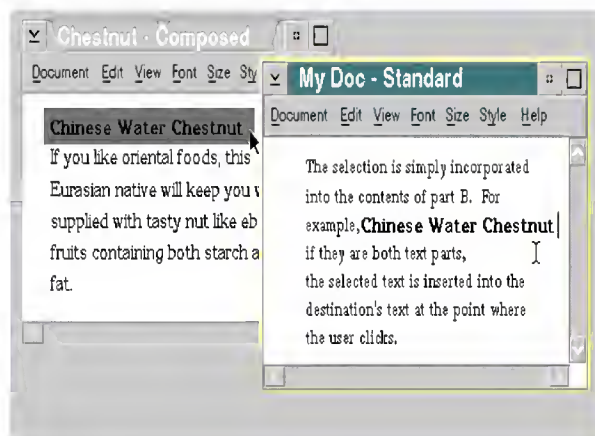 Chestnut - Composed
Document Edit View Font Size Sty
Chinese Water Chestnut
If you like oriental foods, this
Eurasian native will keep you
supplied with tasty nut like eb
fruits containing both starch a
fat.
My Doc - Standard
Document Edit View Font Size Style Help
The selection is simply incorporated
into the contents of part B. For
example,Chinese Water Chestnut
if they are both text parts,
the selected text is inserted into the
destination's text at the point where
the user clicks.